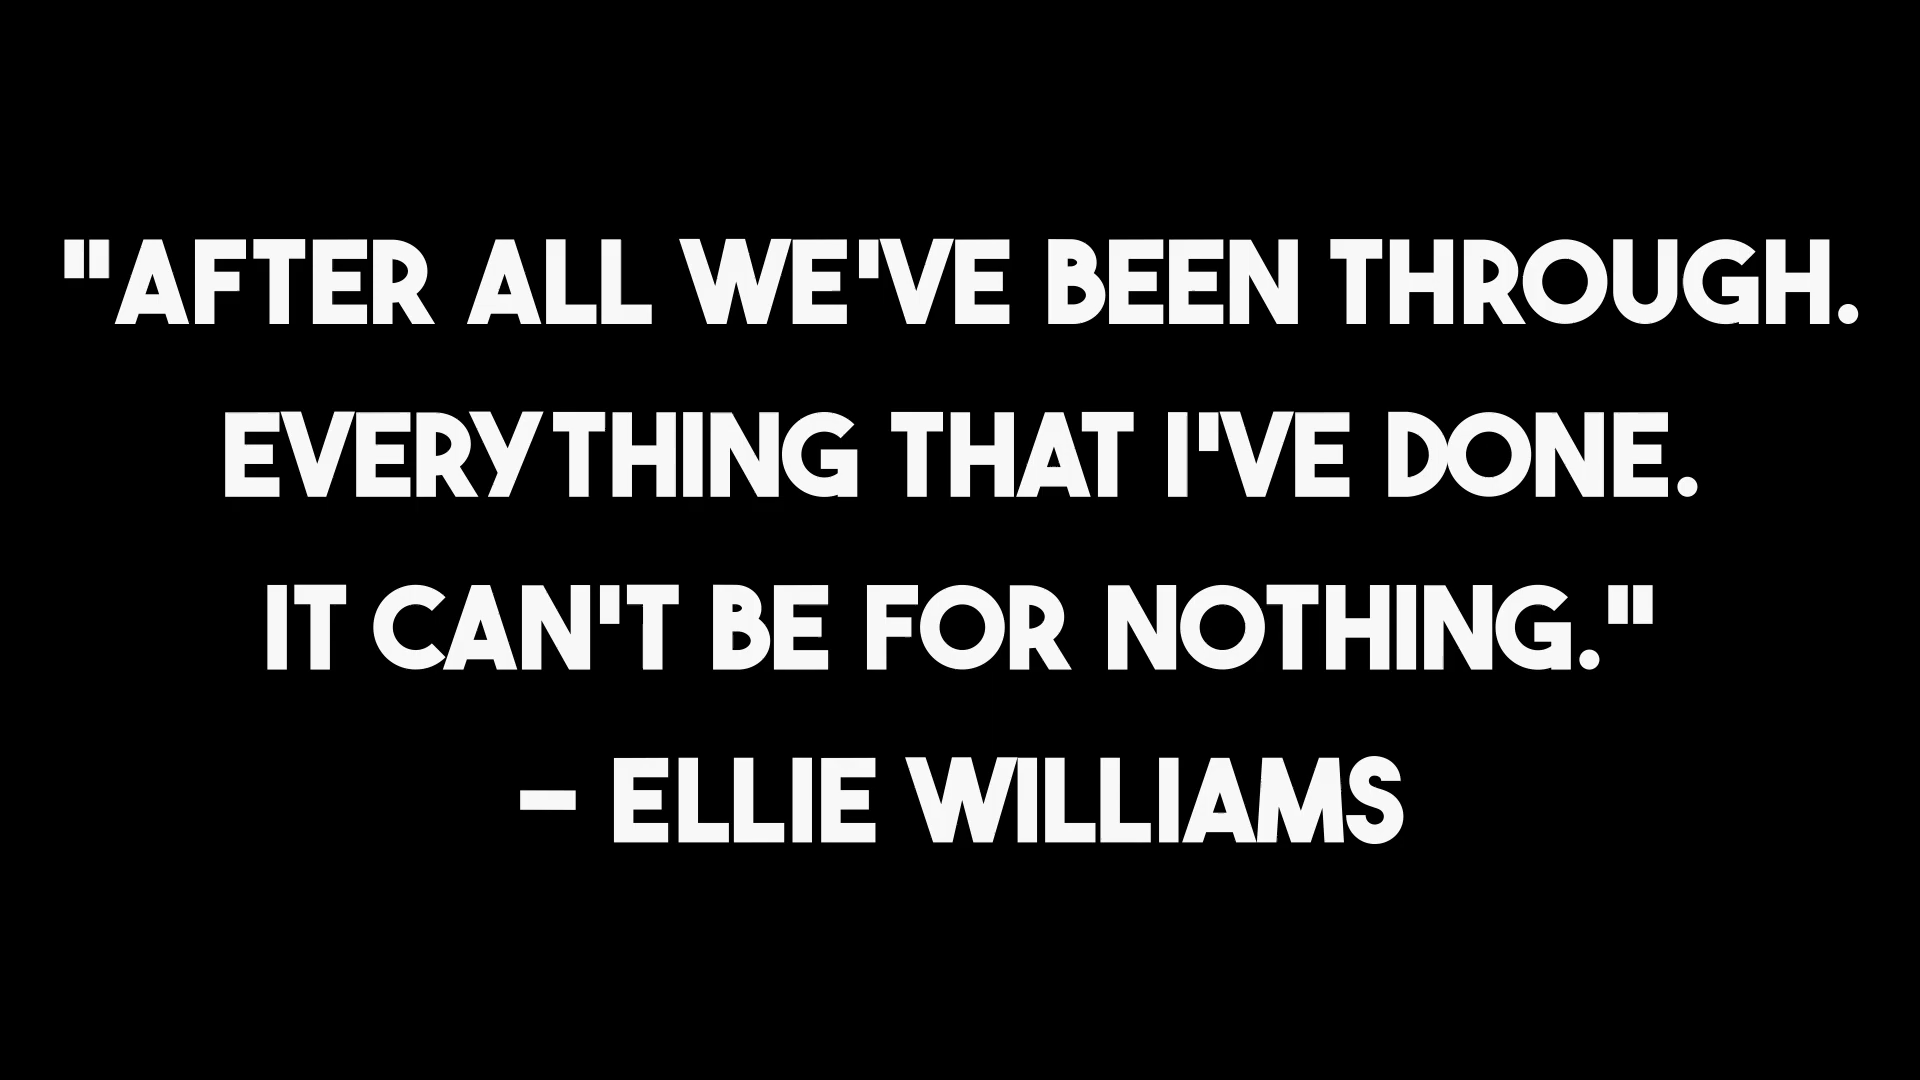 "AFTER ALL WE'VE BEEN THROUGH.
EVERYTHING THAT I'VE DONE.
IT CAN'T BE FOR NOTHING."
- ELLIE WILLIAMS